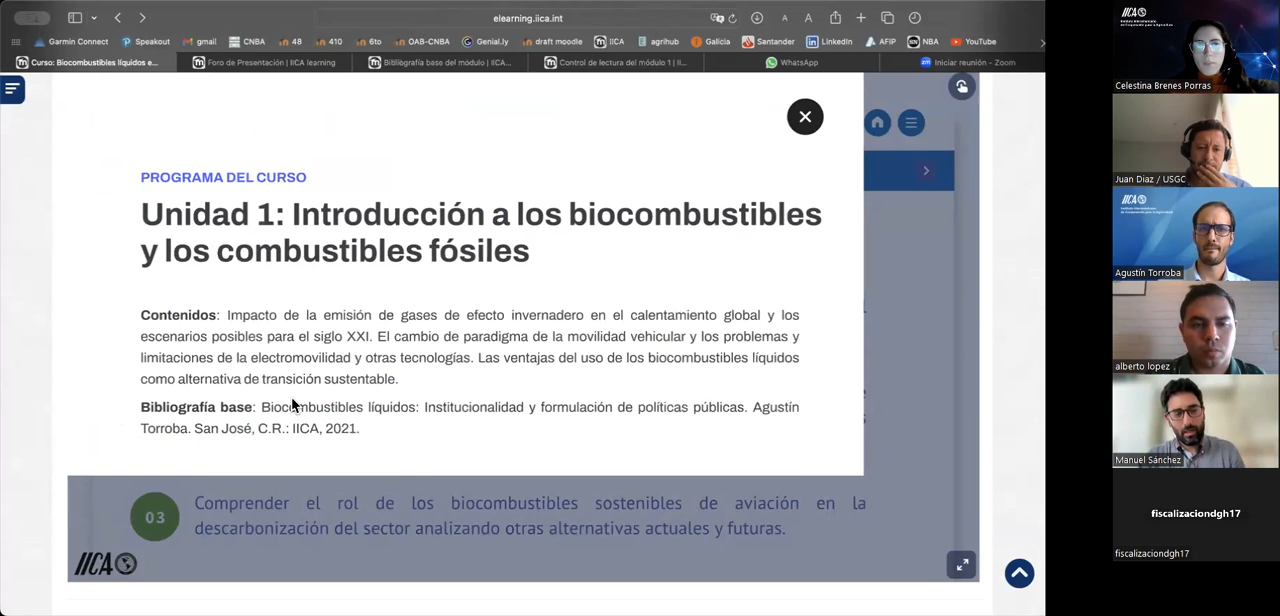 elearning.iica.int
Garmin Connect
Speakout
gmail
CNBA
48
410
6to
OAB-CNBA
Genial.ly
draft moodle
IICA
agrihub
Galicia
Santander
LinkedIn
AFIP
NBA
YouTube
Curso: Biocombustibles líquidos e...
Foro de Presentación | IICA learning
Bibliografía base del módulo | IICA...
Control de lectura del módulo 1 | II...
WhatsApp
Iniciar reunión - Zoom
PROGRAMA DEL CURSO
Unidad 1: Introducción a los biocombustibles
y los combustibles fósiles
Contenidos: Impacto de la emisión de gases de efecto invernadero en el calentamiento global y los
escenarios posibles para el siglo XXI. El cambio de paradigma de la movilidad vehicular y los problemas y
limitaciones de la electromovilidad y otras tecnologías. Las ventajas del uso de los biocombustibles líquidos
como alternativa de transición sustentable.
Bibliografía base: Biocombustibles líquidos: Institucionalidad y formulación de políticas públicas. Agustín
Torroba. San José, C.R.: IICA, 2021.
03
Comprender el rol de los biocombustibles sostenibles de aviación en la
descarbonización del sector analizando otras alternativas actuales y futuras.
IICA
IICA
Celestina Brenes Porras
Juan Diaz / USGC
IICA
Agustín Torroba
alberto lopez
Manuel Sánchez
fiscalizaciondgh17
fiscalizaciondgh17